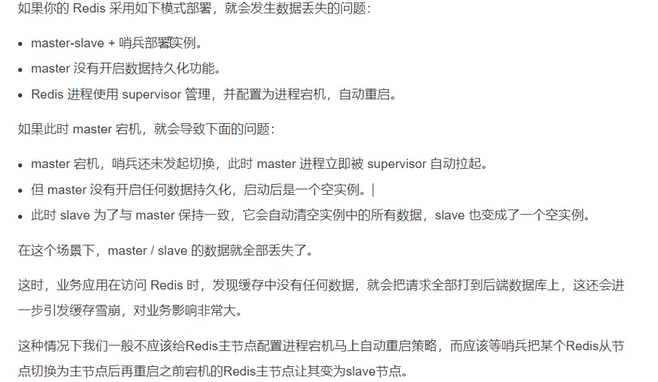 如果你的 Redis 采用如下模式部署，就会发生数据丢失的问题：
• master-slave + 哨兵部署实例。
• master 没有开启数据持久化功能。
• Redis 进程使用 supervisor 管理，并配置为进程宕机，自动重启。
如果此时 master 宕机，就会导致下面的问题：
• master 宕机，哨兵还未发起切换，此时 master 进程立即被 supervisor 自动拉起。
• 但 master 没有开启任何数据持久化，启动后是一个空实例。
• 此时 slave 为了与 master 保持一致，它会自动清空实例中的所有数据，slave 也变成了一个空实例。
在这个场景下，master / slave 的数据就全部丢失了。
这时，业务应用在访问 Redis 时，发现缓存中没有任何数据，就会把请求全部打到后端数据库上，这还会进
一步引发缓存雪崩，对业务影响非常大。
这种情况下我们一般不应该给Redis主节点配置进程宕机马上自动重启策略，而应该等哨兵把某个Redis从节
点切换为主节点后再重启之前宕机的Redis主节点让其变为slave节点。